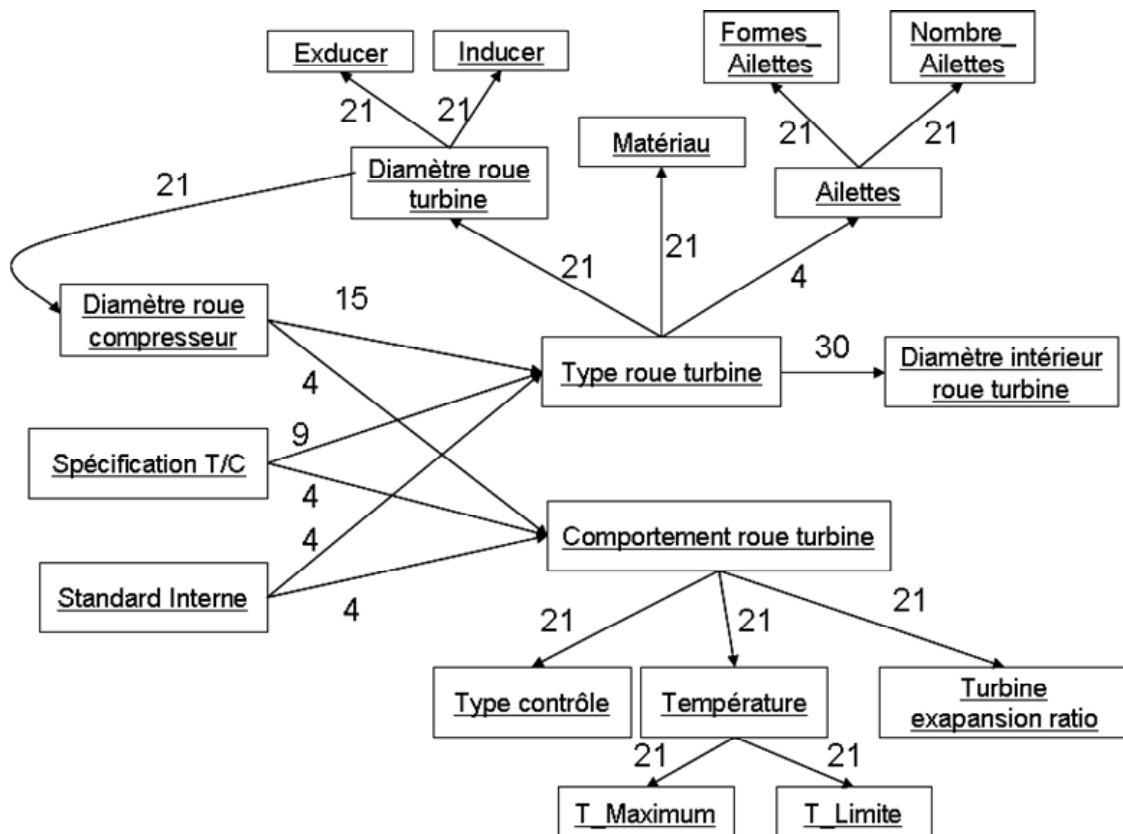 Formes_
Ailettes
Nombre_
Ailettes
Exducer
Inducer
21
21
21
21
Matériau
Diamètre roue
turbine
Ailettes
21
21
21
4
Diamètre roue
compresseur
15
Type roue turbine
30
Diamètre intérieur
roue turbine
4
9
Spécification T/C
4
4
Comportement roue turbine
Standard Interne
4
21
21
21
Type contrôle
Température
Turbine
exapansion ratio
21
21
T_Maximum
T_Limite